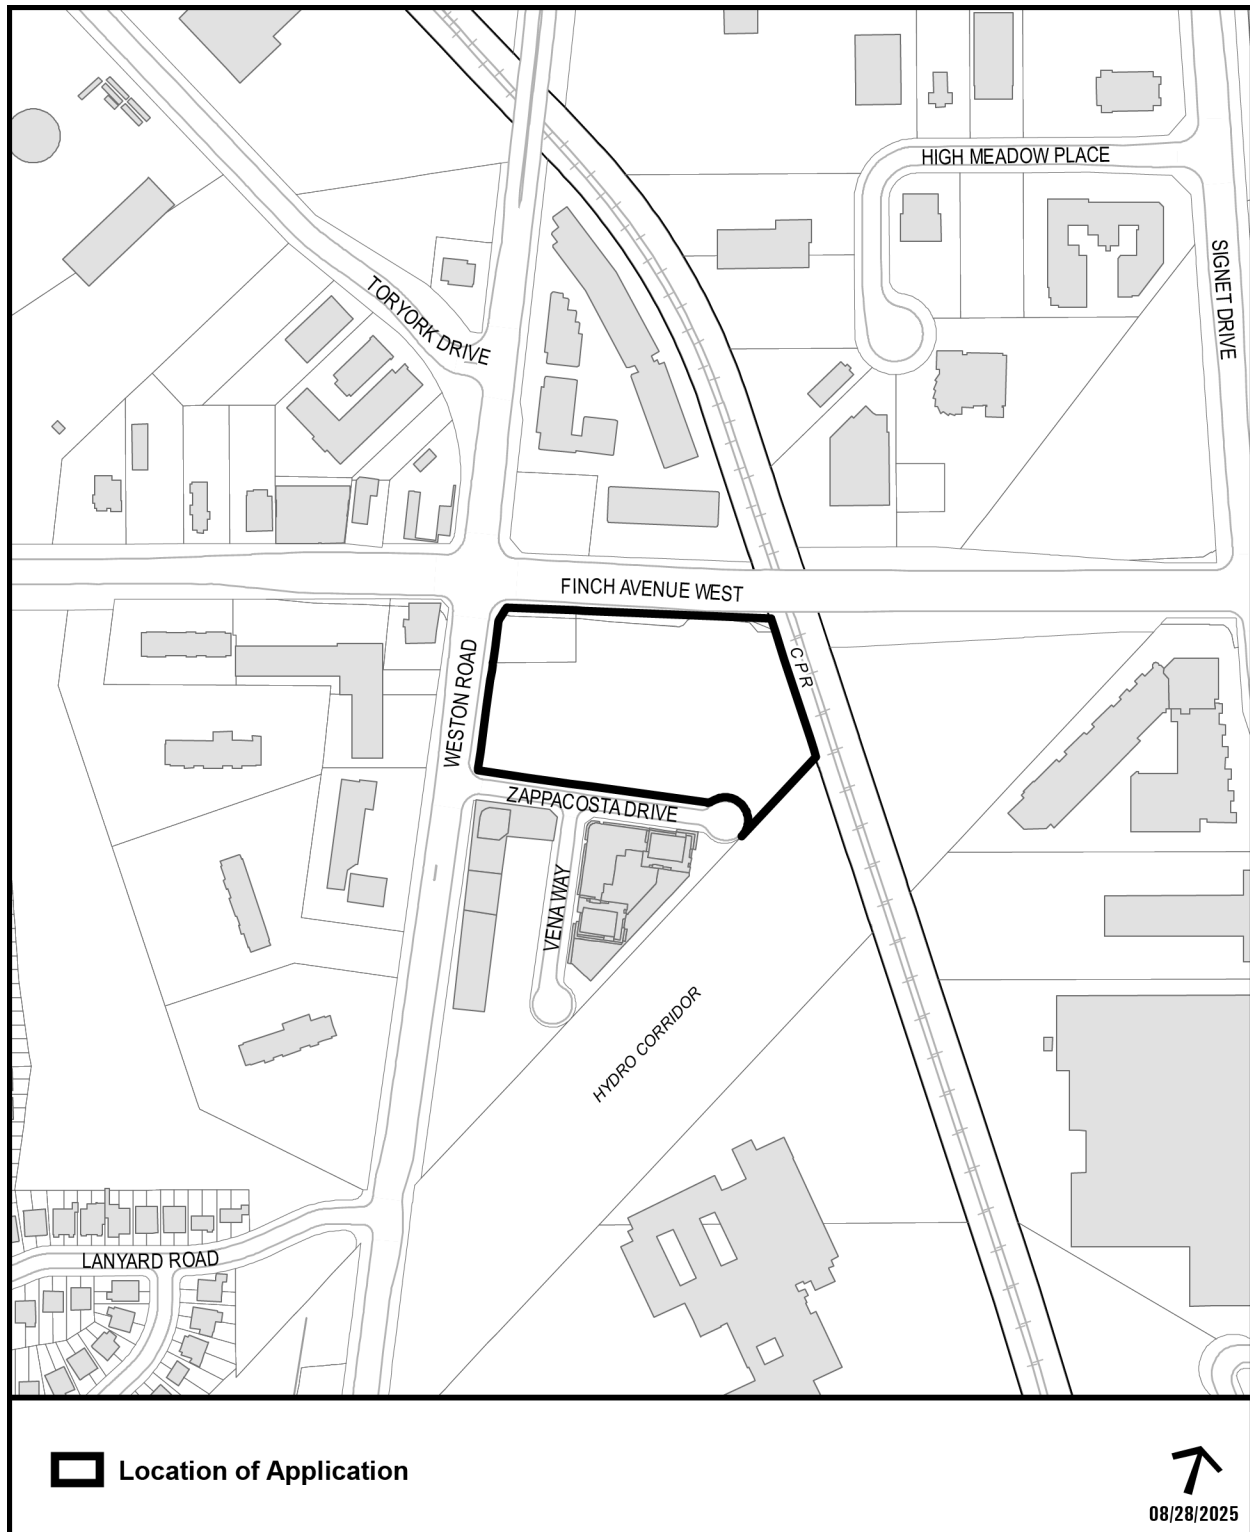 HIGH MEADOW PLACE
SIGNET DRIVE
TORYORK DRIVE
FINCH AVENUE WEST
WESTON ROAD
C P R
ZAPPACOSTA DRIVE
VENA WAY
HYDRO CORRIDOR
LANYARD ROAD
Location of Application
08/28/2025